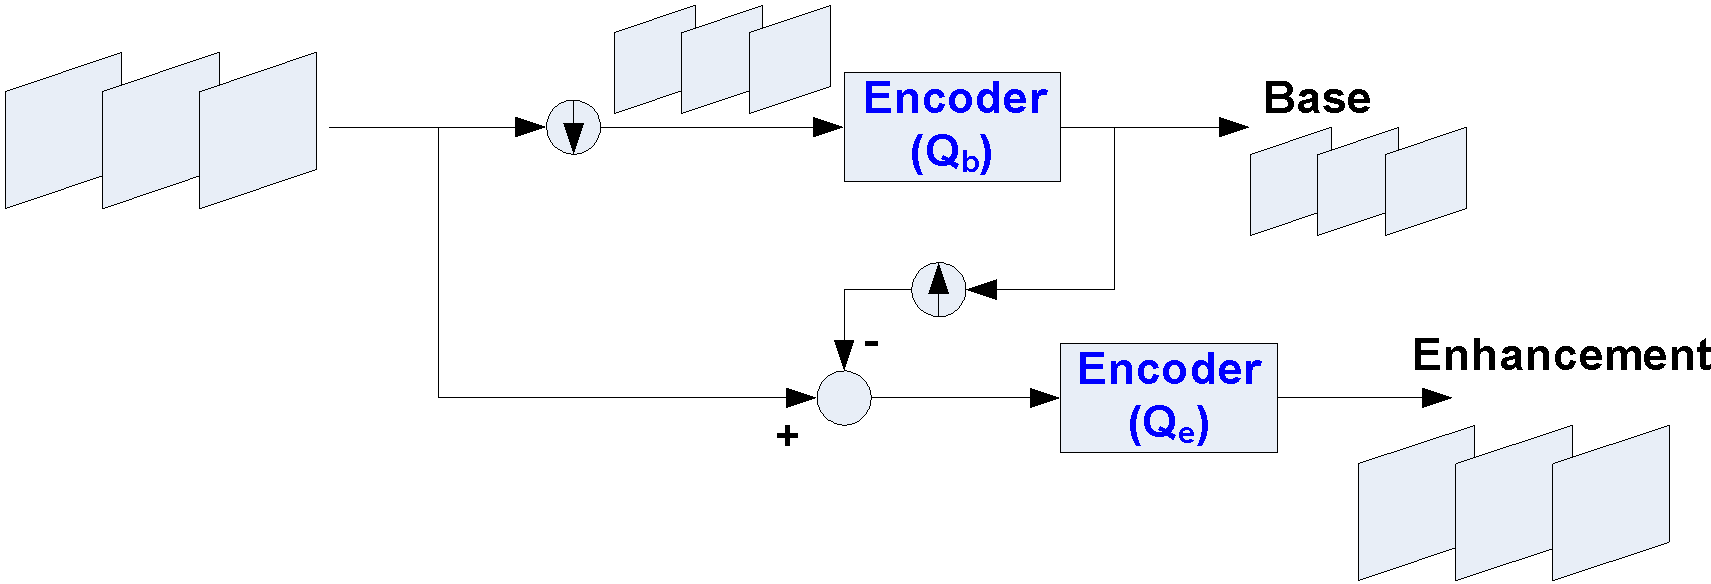 Encoder
(Qb)
Base
-
+
Encoder
(Qe)
Enhancement